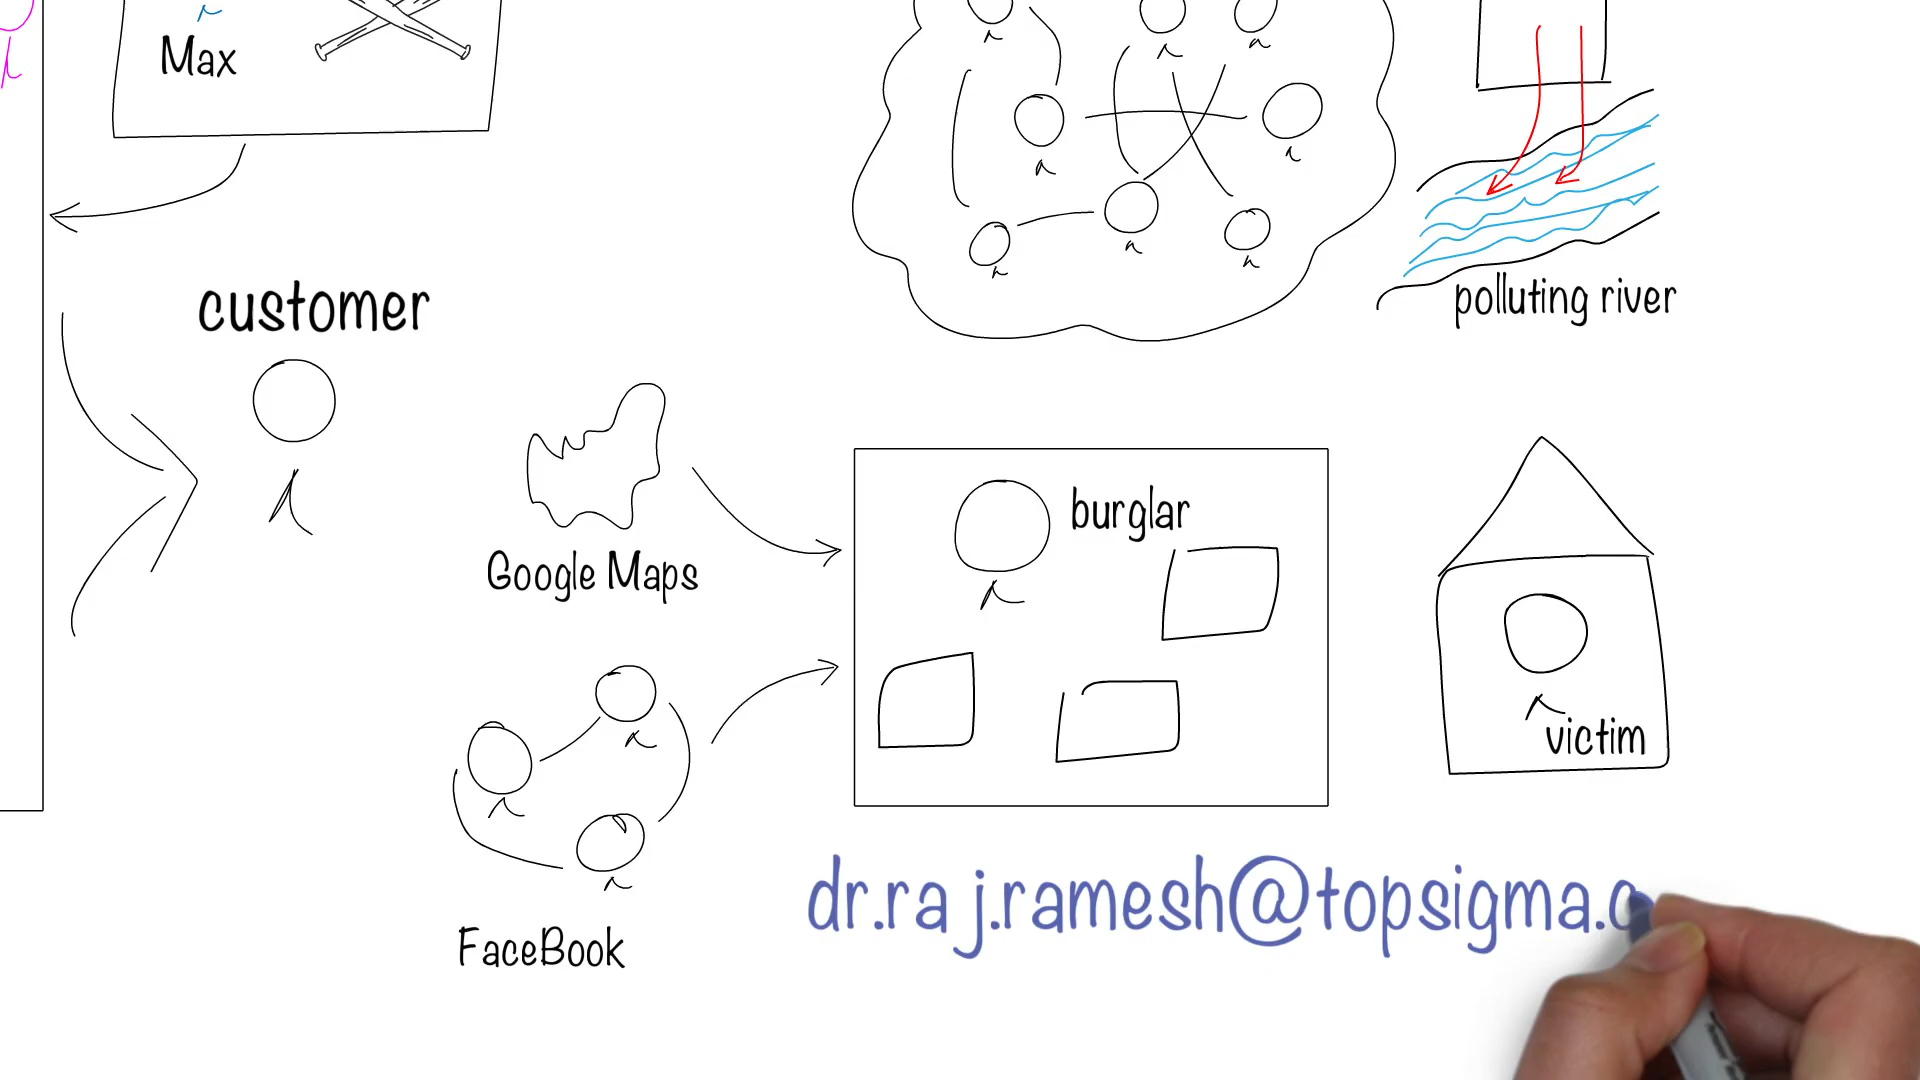 Max
customer
polluting river
burglar
Google Maps
victim
dr.raj.ramesh@topsigma.c
FaceBook